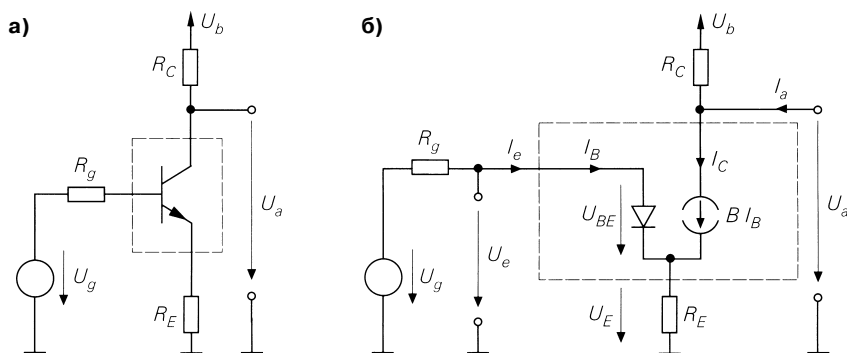 а)
U_b
R_C
R_g
U_a
U_g
R_E
б)
U_b
R_C
I_a
R_g
I_e
I_B
I_C
U_BE
B I_B
U_a
U_g
U_e
U_E
R_E